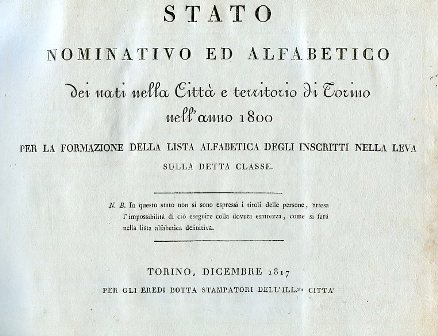 STATO
NOMINATIVO ED ALFABETICO
dei nati nella Città e territorio di Torino
nell'anno 1800
PER LA FORMAZIONE DELLA LISTA ALFABETICA DEGLI INSCRITTI NELLA LEVA
SULLA DETTA CLASSE.
N. B. In questo stato non si sono espressi i titoli delle persone, attesa
l'impossibilità di ciò eseguire colla dovuta esattezza, come si farà
nella lista alfabetica definitiva.
TORINO, DICEMBRE 1817
PER GLI EREDI BOTTA STAMPATORI DELL'ILL.ma CITTA'